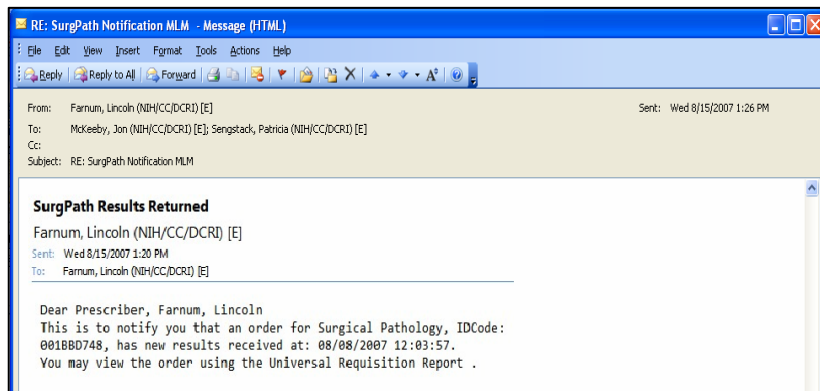 RE: SurgPath Notification MLM - Message (HTML)
File Edit View Insert Format Tools Actions Help
Reply Reply to All Forward
From: Farnum, Lincoln (NIH/CC/DCRI) [E] Sent: Wed 8/15/2007 1:26 PM
To: McKeeby, Jon (NIH/CC/DCRI) [E]; Sengstack, Patricia (NIH/CC/DCRI) [E]
Cc:
Subject: RE: SurgPath Notification MLM
SurgPath Results Returned
Farnum, Lincoln (NIH/CC/DCRI) [E]
Sent: Wed 8/15/2007 1:20 PM
To: Farnum, Lincoln (NIH/CC/DCRI) [E]
Dear Prescriber, Farnum, Lincoln
This is to notify you that an order for Surgical Pathology, IDCode:
001BBD748, has new results received at: 08/08/2007 12:03:57.
You may view the order using the Universal Requisition Report .